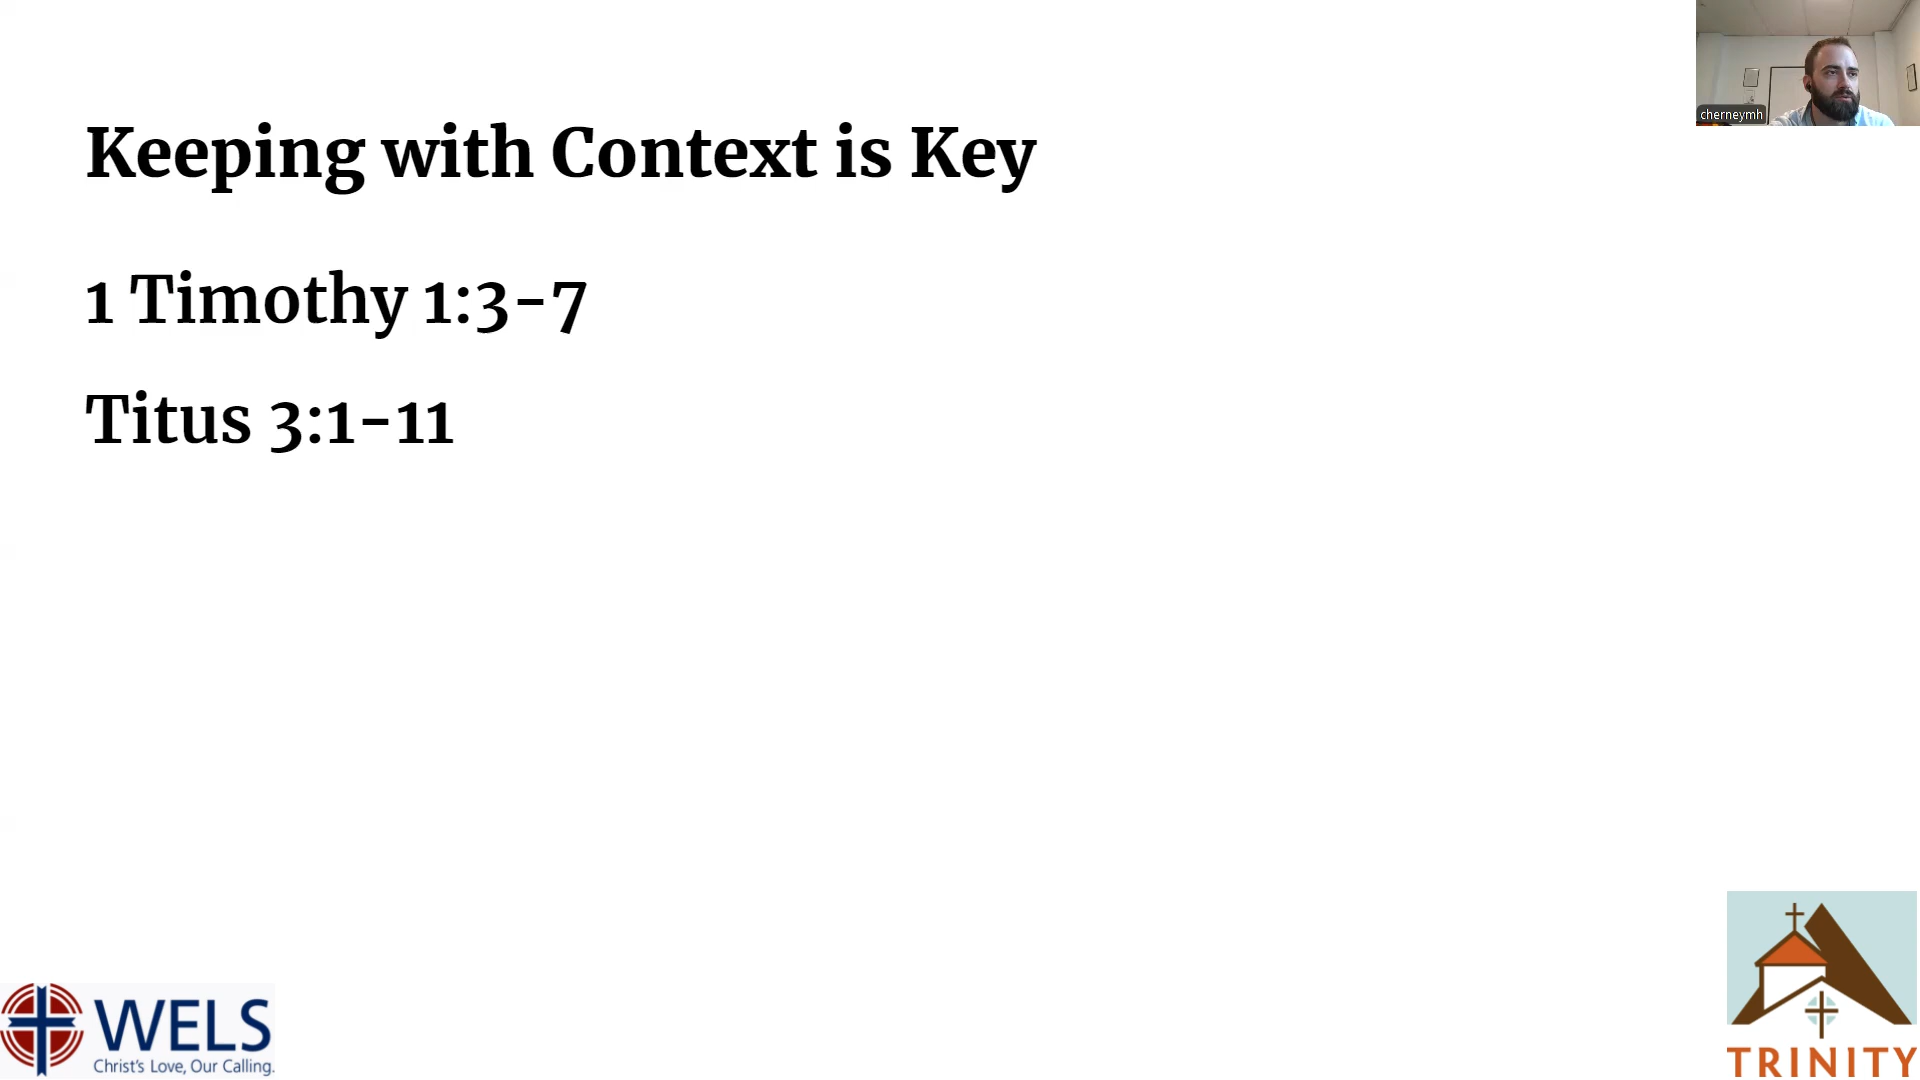 cherneymh
Keeping with Context is Key
1 Timothy 1:3-7
Titus 3:1-11
WELS
Christ's Love, Our Calling.
TRINITY